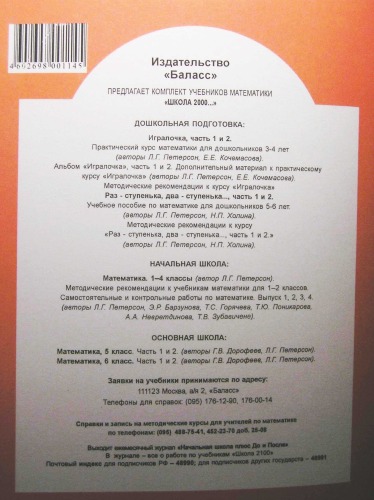 4602698 001145
Издательство
«Баласс»
ПРЕДЛАГАЕТ КОМПЛЕКТ УЧЕБНИКОВ МАТЕМАТИКИ
«ШКОЛА 2000...»
ДОШКОЛЬНАЯ ПОДГОТОВКА:
Игралочка, часть 1 и 2.
Практический курс математики для дошкольников 3-4 лет
(авторы Л.Г. Петерсон, Е.Е. Кочемасова).
Альбом «Игралочка», часть 1 и 2. Дополнительный материал к практическому
курсу «Игралочка» (авторы Л.Г. Петерсон, Е.Е. Кочемасова).
Методические рекомендации к курсу «Игралочка»
Раз - ступенька, два - ступенька..., часть 1 и 2.
Учебное пособие по математике для дошкольников 5-6 лет.
(авторы Л.Г. Петерсон, Н.П. Холина).
Методические рекомендации к курсу
«Раз - ступенька, два - ступенька..., часть 1 и 2.»
(авторы Л.Г. Петерсон, Н.П. Холина).
НАЧАЛЬНАЯ ШКОЛА:
Математика. 1–4 классы (автор Л.Г. Петерсон).
Методические рекомендации к учебникам математики для 1–2 классов.
Самостоятельные и контрольные работы по математике. Выпуск 1, 2, 3, 4.
(авторы Л.Г. Петерсон, Э.Р. Барзунова, Т.С. Горячева, Т.Ю. Поникарова,
А.А. Невретдинова, Т.В. Зубавичене).
ОСНОВНАЯ ШКОЛА:
Математика, 5 класс. Часть 1 и 2. (авторы Г.В. Дорофеев, Л.Г. Петерсон).
Математика, 6 класс. Часть 1 и 2. (авторы Г.В. Дорофеев, Л.Г. Петерсон).
Заявки на учебники принимаются по адресу:
111123 Москва, а/я 2, «Баласс»
Телефоны для справок: (095) 176-12-90, 176-00-14
Справки и запись на методические курсы для учителей по математике
по телефонам: (095) 488-75-41, 452-22-70 доб. 26-06
Выходит ежемесячный журнал «Начальная школа плюс До и После».
В журнале – все о работе по учебникам «Школа 2100»
Почтовый индекс для подписчиков РФ – 48990; для подписчиков других государств – 48991